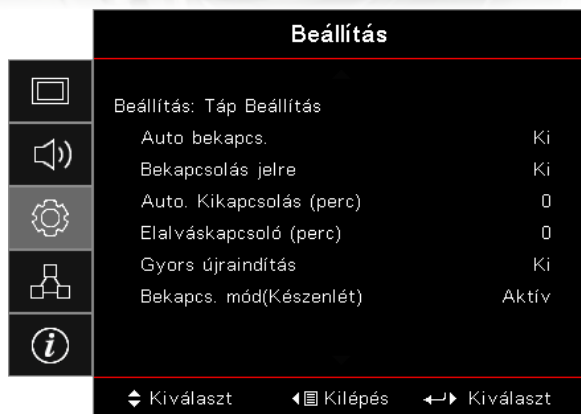 Beállítás
Beállítás: Táp Beállítás
Auto bekapcs. Ki
Bekapcsolás jelre Ki
Auto. Kikapcsolás (perc) 0
Elalváskapcsoló (perc) 0
Gyors újraindítás Ki
Bekapcs. mód(Készenlét) Aktív
Kiválaszt Kilépés Kiválaszt